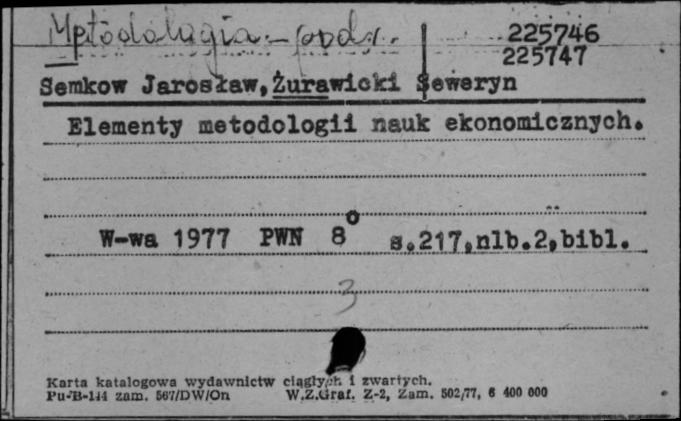 Metodologia - podr.
225746
225747
Semkow Jarosław, Żurawicki Seweryn
Elementy metodologii nauk ekonomicznych.
W-wa 1977 PWN 8° s.217,nlb.2,bibl.
3
Karta katalogowa wydawnictw ciągłych i zwartych.
Pu-B-144 zam. 567/DW/On W.Z.Graf. Z-2, Zam. 502/77, 6 400 000